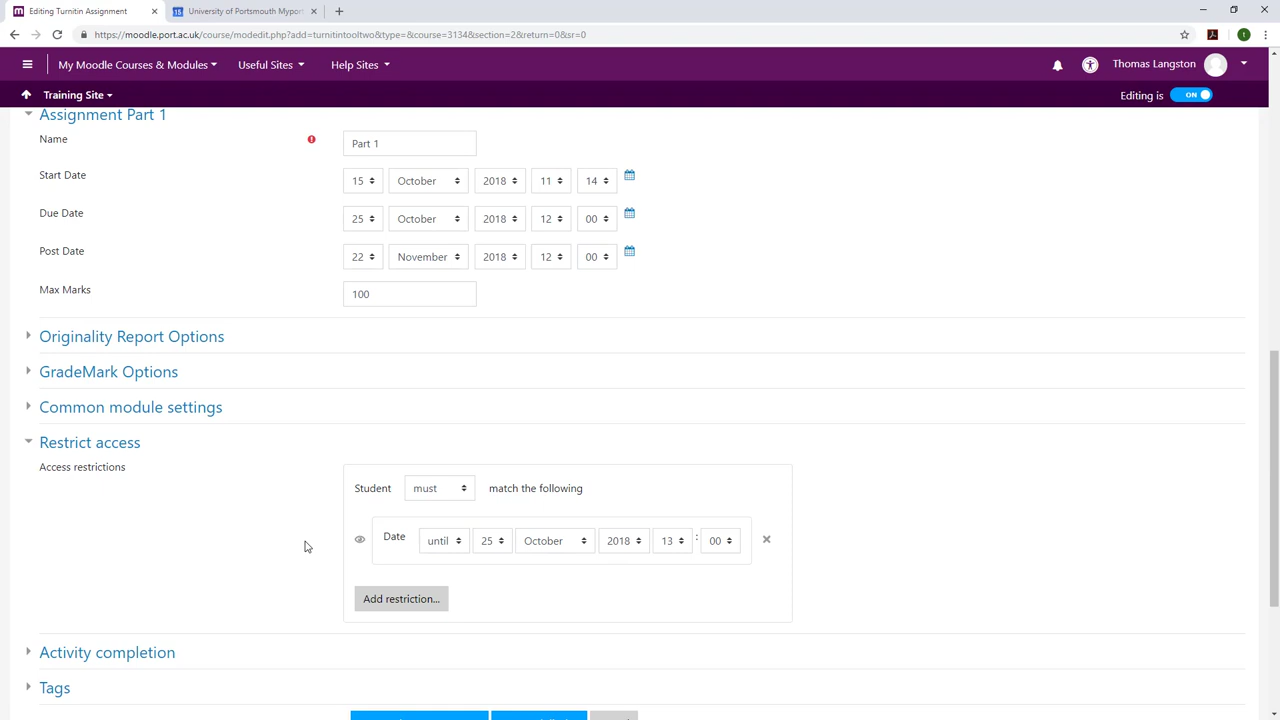 Editing Turnitin Assignment
University of Portsmouth Mypor
https://moodle.port.ac.uk/course/modedit.php?add=turnitintooltwo&type=&course=3134&section=2&return=0&sr=0
My Moodle Courses & Modules
Useful Sites
Help Sites
Thomas Langston
Training Site
Editing is ON
Assignment Part 1
Name
Part 1
Start Date
15 October 2018 11 14
Due Date
25 October 2018 12 00
Post Date
22 November 2018 12 00
Max Marks
100
Originality Report Options
GradeMark Options
Common module settings
Restrict access
Access restrictions
Student must match the following
Date until 25 October 2018 13 : 00
Add restriction...
Activity completion
Tags